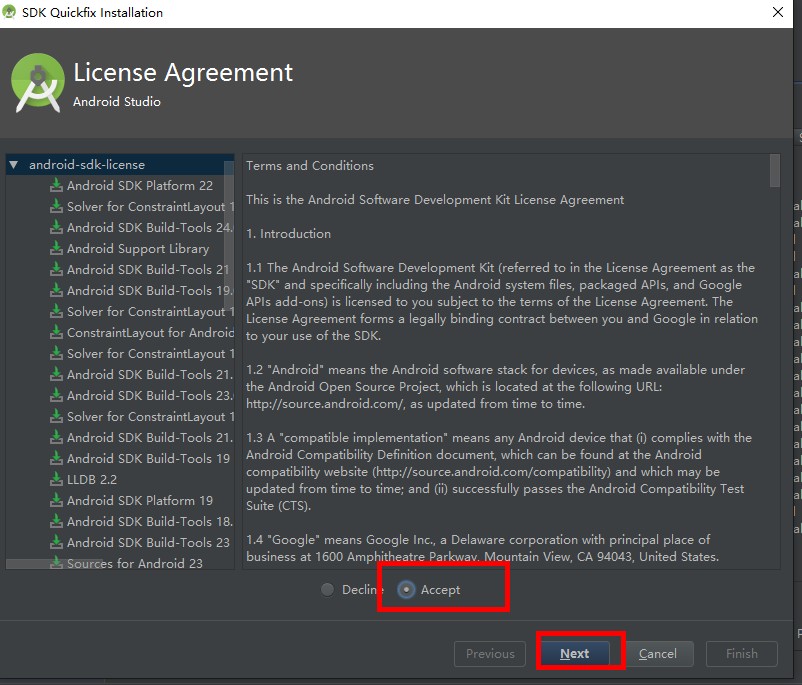 SDK Quickfix Installation
License Agreement
Android Studio
android-sdk-license
Android SDK Platform 22
Solver for ConstraintLayout 1
Android SDK Build-Tools 24.
Android Support Library
Android SDK Build-Tools 21
Android SDK Build-Tools 19.
Solver for ConstraintLayout 1
ConstraintLayout for Android
Solver for ConstraintLayout 1
Android SDK Build-Tools 21.
Android SDK Build-Tools 23.
Solver for ConstraintLayout 1
Android SDK Build-Tools 21.
Android SDK Build-Tools 19
LLDB 2.2
Android SDK Platform 19
Android SDK Build-Tools 18.
Android SDK Build-Tools 23
Sources for Android 23
Terms and Conditions
This is the Android Software Development Kit License Agreement
1. Introduction
1.1 The Android Software Development Kit (referred to in the License Agreement as the
"SDK" and specifically including the Android system files, packaged APIs, and Google
APIs add-ons) is licensed to you subject to the terms of the License Agreement. The
License Agreement forms a legally binding contract between you and Google in relation
to your use of the SDK.
1.2 "Android" means the Android software stack for devices, as made available under
the Android Open Source Project, which is located at the following URL:
http://source.android.com/, as updated from time to time.
1.3 A "compatible implementation" means any Android device that (i) complies with the
Android Compatibility Definition document, which can be found at the Android
compatibility website (http://source.android.com/compatibility) and which may be
updated from time to time; and (ii) successfully passes the Android Compatibility Test
Suite (CTS).
1.4 "Google" means Google Inc., a Delaware corporation with principal place of
business at 1600 Amphitheatre Parkway, Mountain View, CA 94043, United States.
Decline Accept
Previous Next Cancel Finish